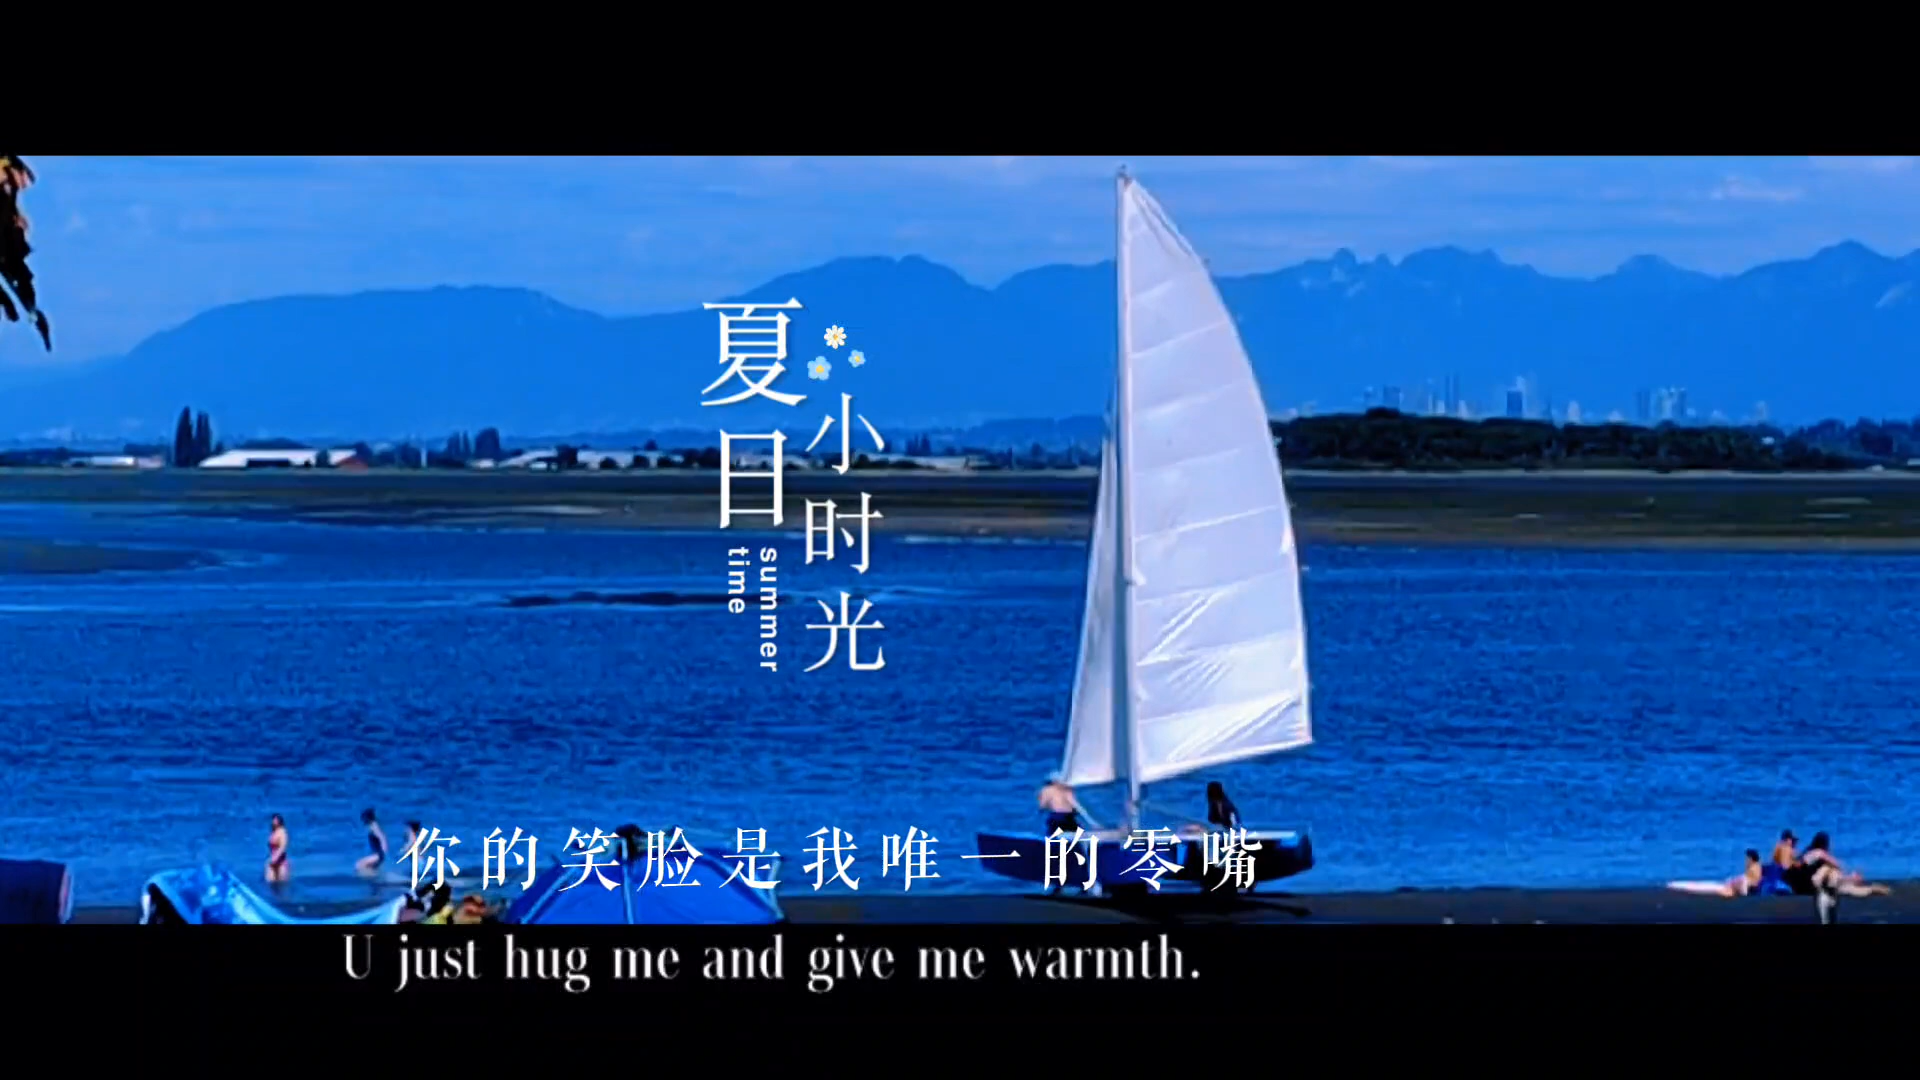 夏日
小时光
summer
time
你的笑脸是我唯一的零嘴
U just hug me and give me warmth.